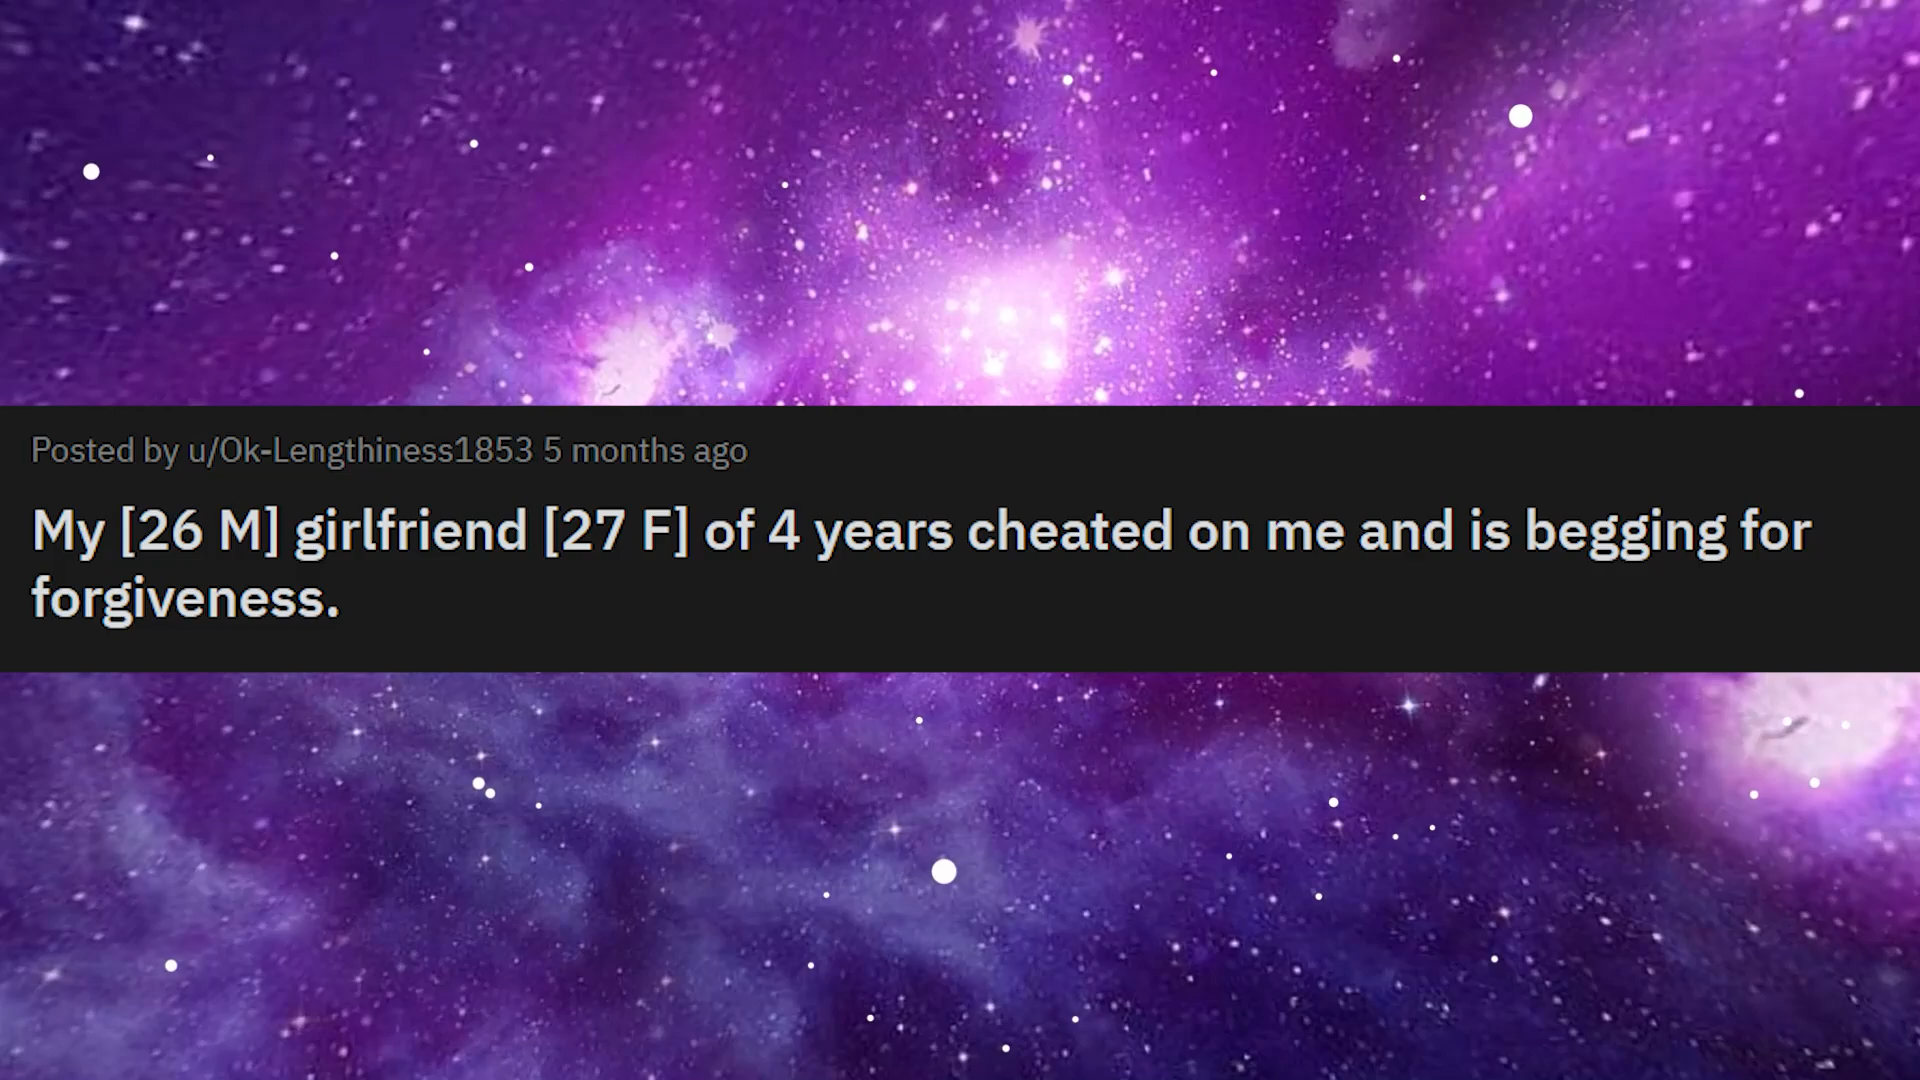 Posted by u/Ok-Lengthiness1853 5 months ago
My [26 M] girlfriend [27 F] of 4 years cheated on me and is begging for
forgiveness.